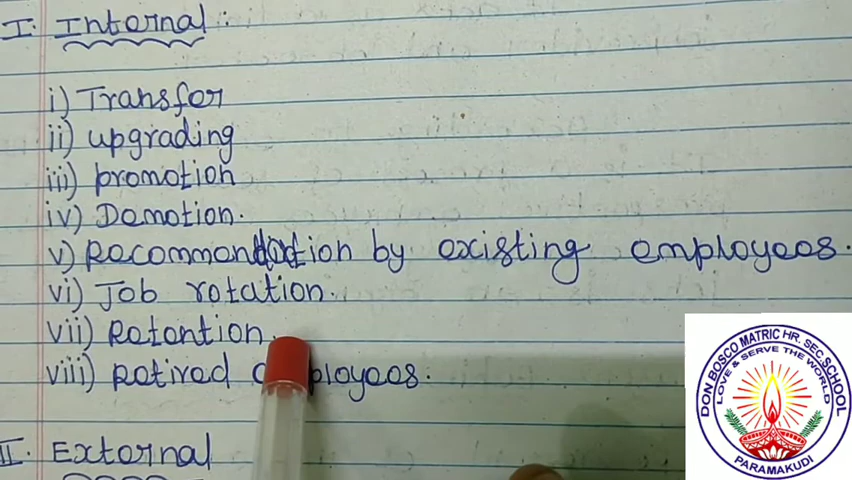 I. Internal:
i) Transfer
ii) upgrading
iii) promotion
iv) Demotion.
v) Recommendation by existing employees.
vi) Job rotation.
vii) Retention.
viii) Retired employees.
II. External
DON BOSCO MATRIC HR. SEC. SCHOOL
LOVE & SERVE THE WORLD
PARAMAKUDI